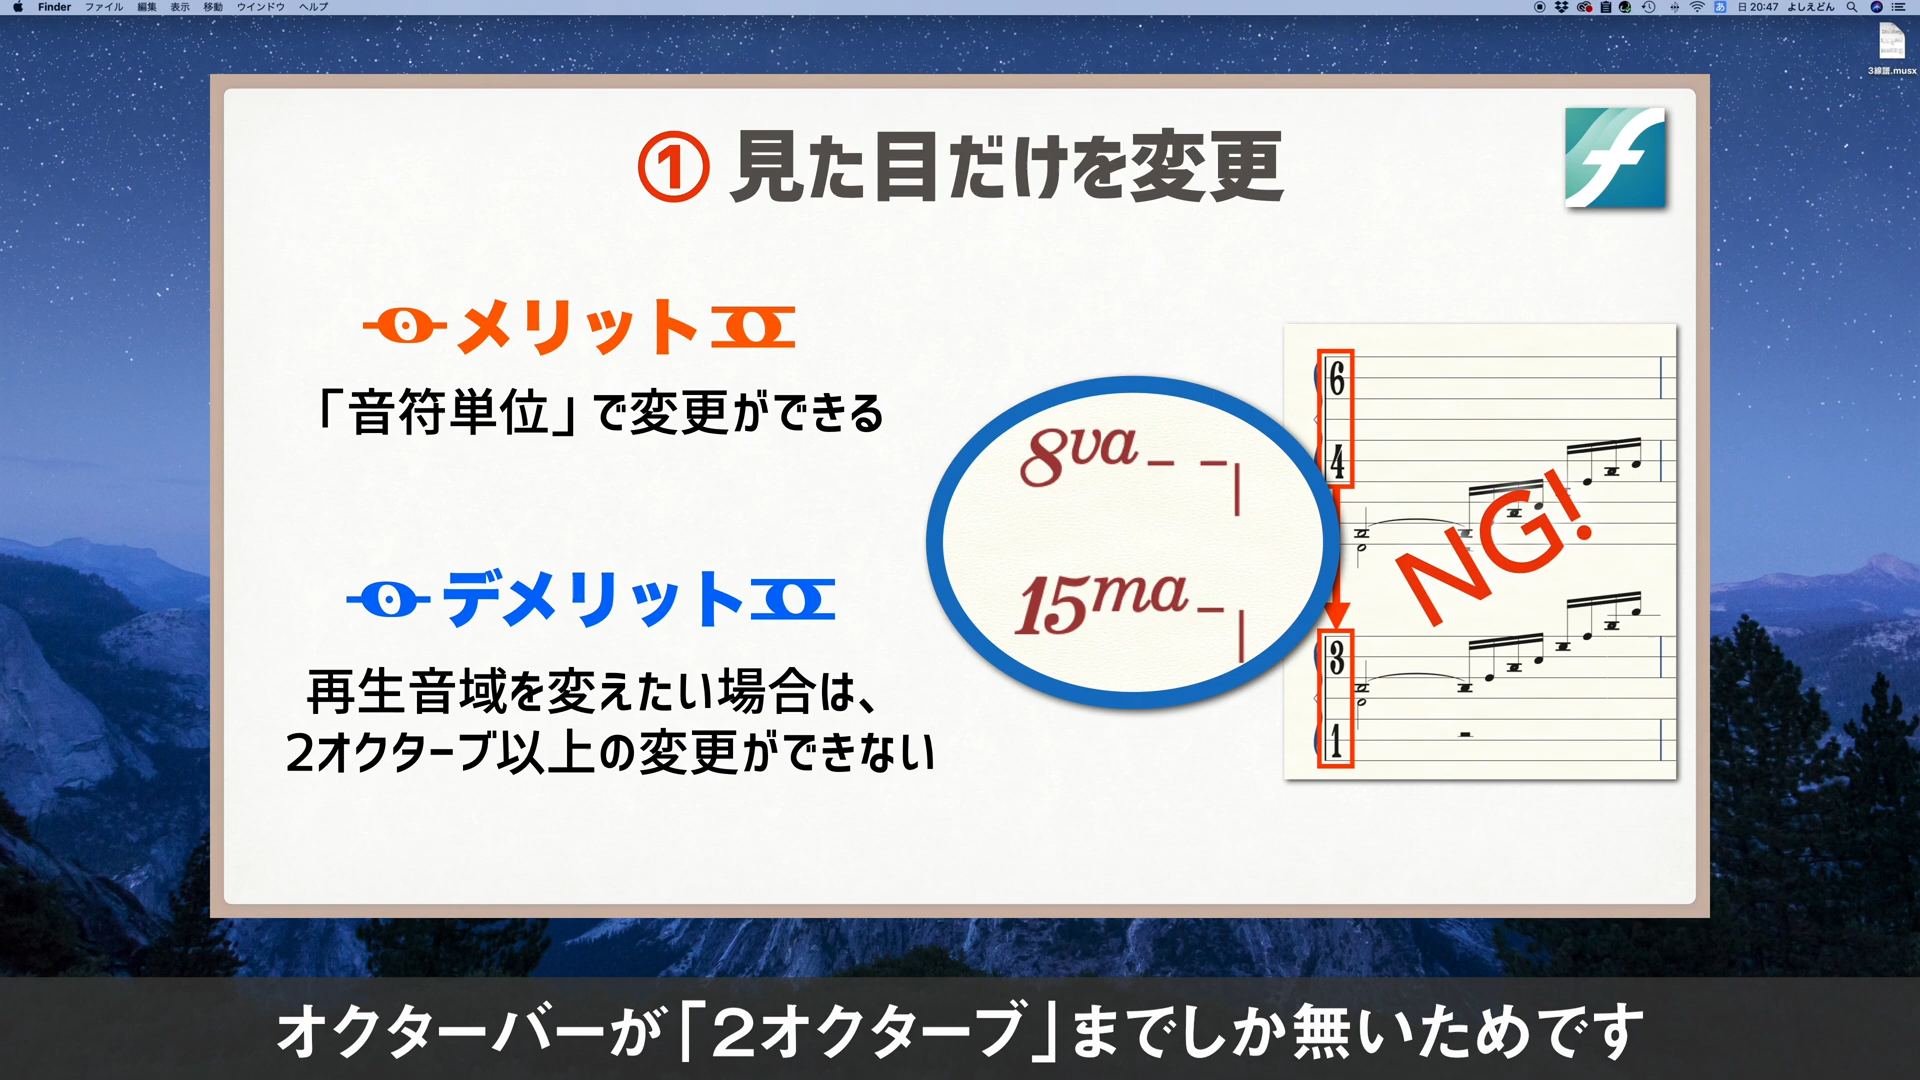 Finder ファイル 編集 表示 移動 ウインドウ ヘルプ
あ 日 20:47 よしえどん
3線譜.musx
① 見た目だけを変更
メリット
「音符単位」で変更ができる
デメリット
再生音域を変えたい場合は、
2オクターブ以上の変更ができない
8va
15ma
6
4
3
1
NG!
オクターバーが「2オクターブ」までしか無いためです